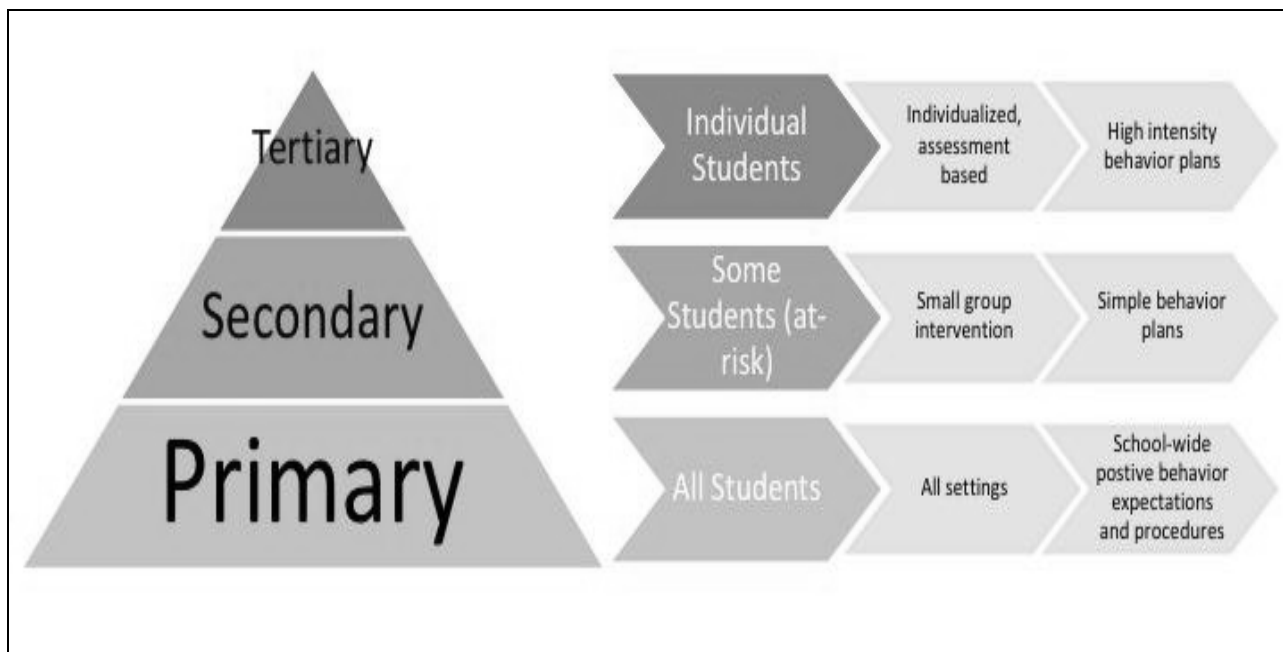 Tertiary
Individual
Students
Individualized,
assessment
based
High intensity
behavior plans
Secondary
Some
Students (at-
risk)
Small group
intervention
Simple behavior
plans
Primary
All Students
All settings
School-wide
postive behavior
expectations
and procedures